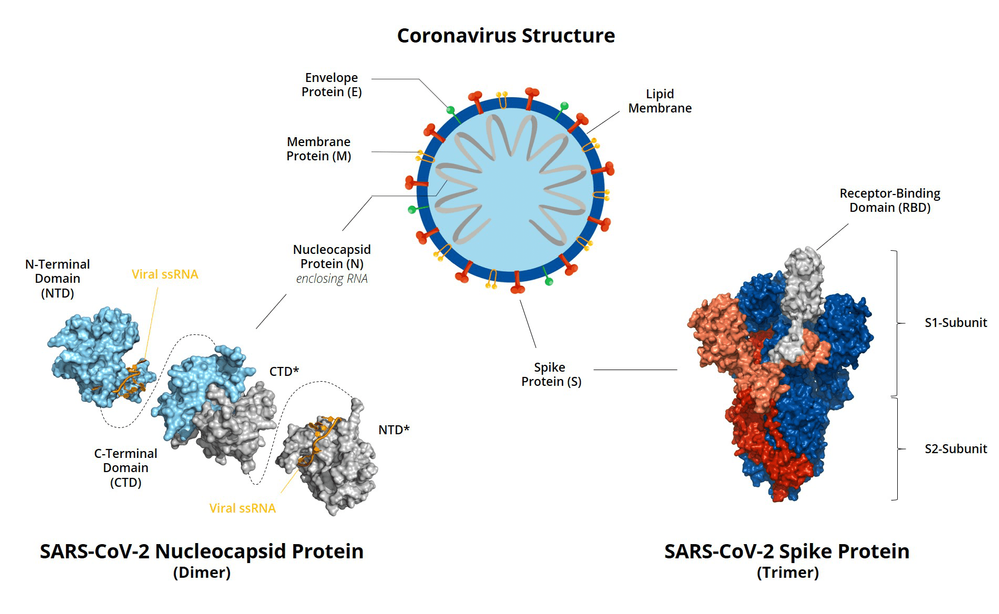 Coronavirus Structure
Envelope
Protein (E)
Lipid
Membrane
Membrane
Protein (M)
Receptor-Binding
Domain (RBD)
Nucleocapsid
Protein (N)
enclosing RNA
N-Terminal
Domain
(NTD)
Viral ssRNA
S1-Subunit
Spike
Protein (S)
CTD*
NTD*
C-Terminal
Domain
(CTD)
S2-Subunit
Viral ssRNA
SARS-CoV-2 Nucleocapsid Protein
(Dimer)
SARS-CoV-2 Spike Protein
(Trimer)